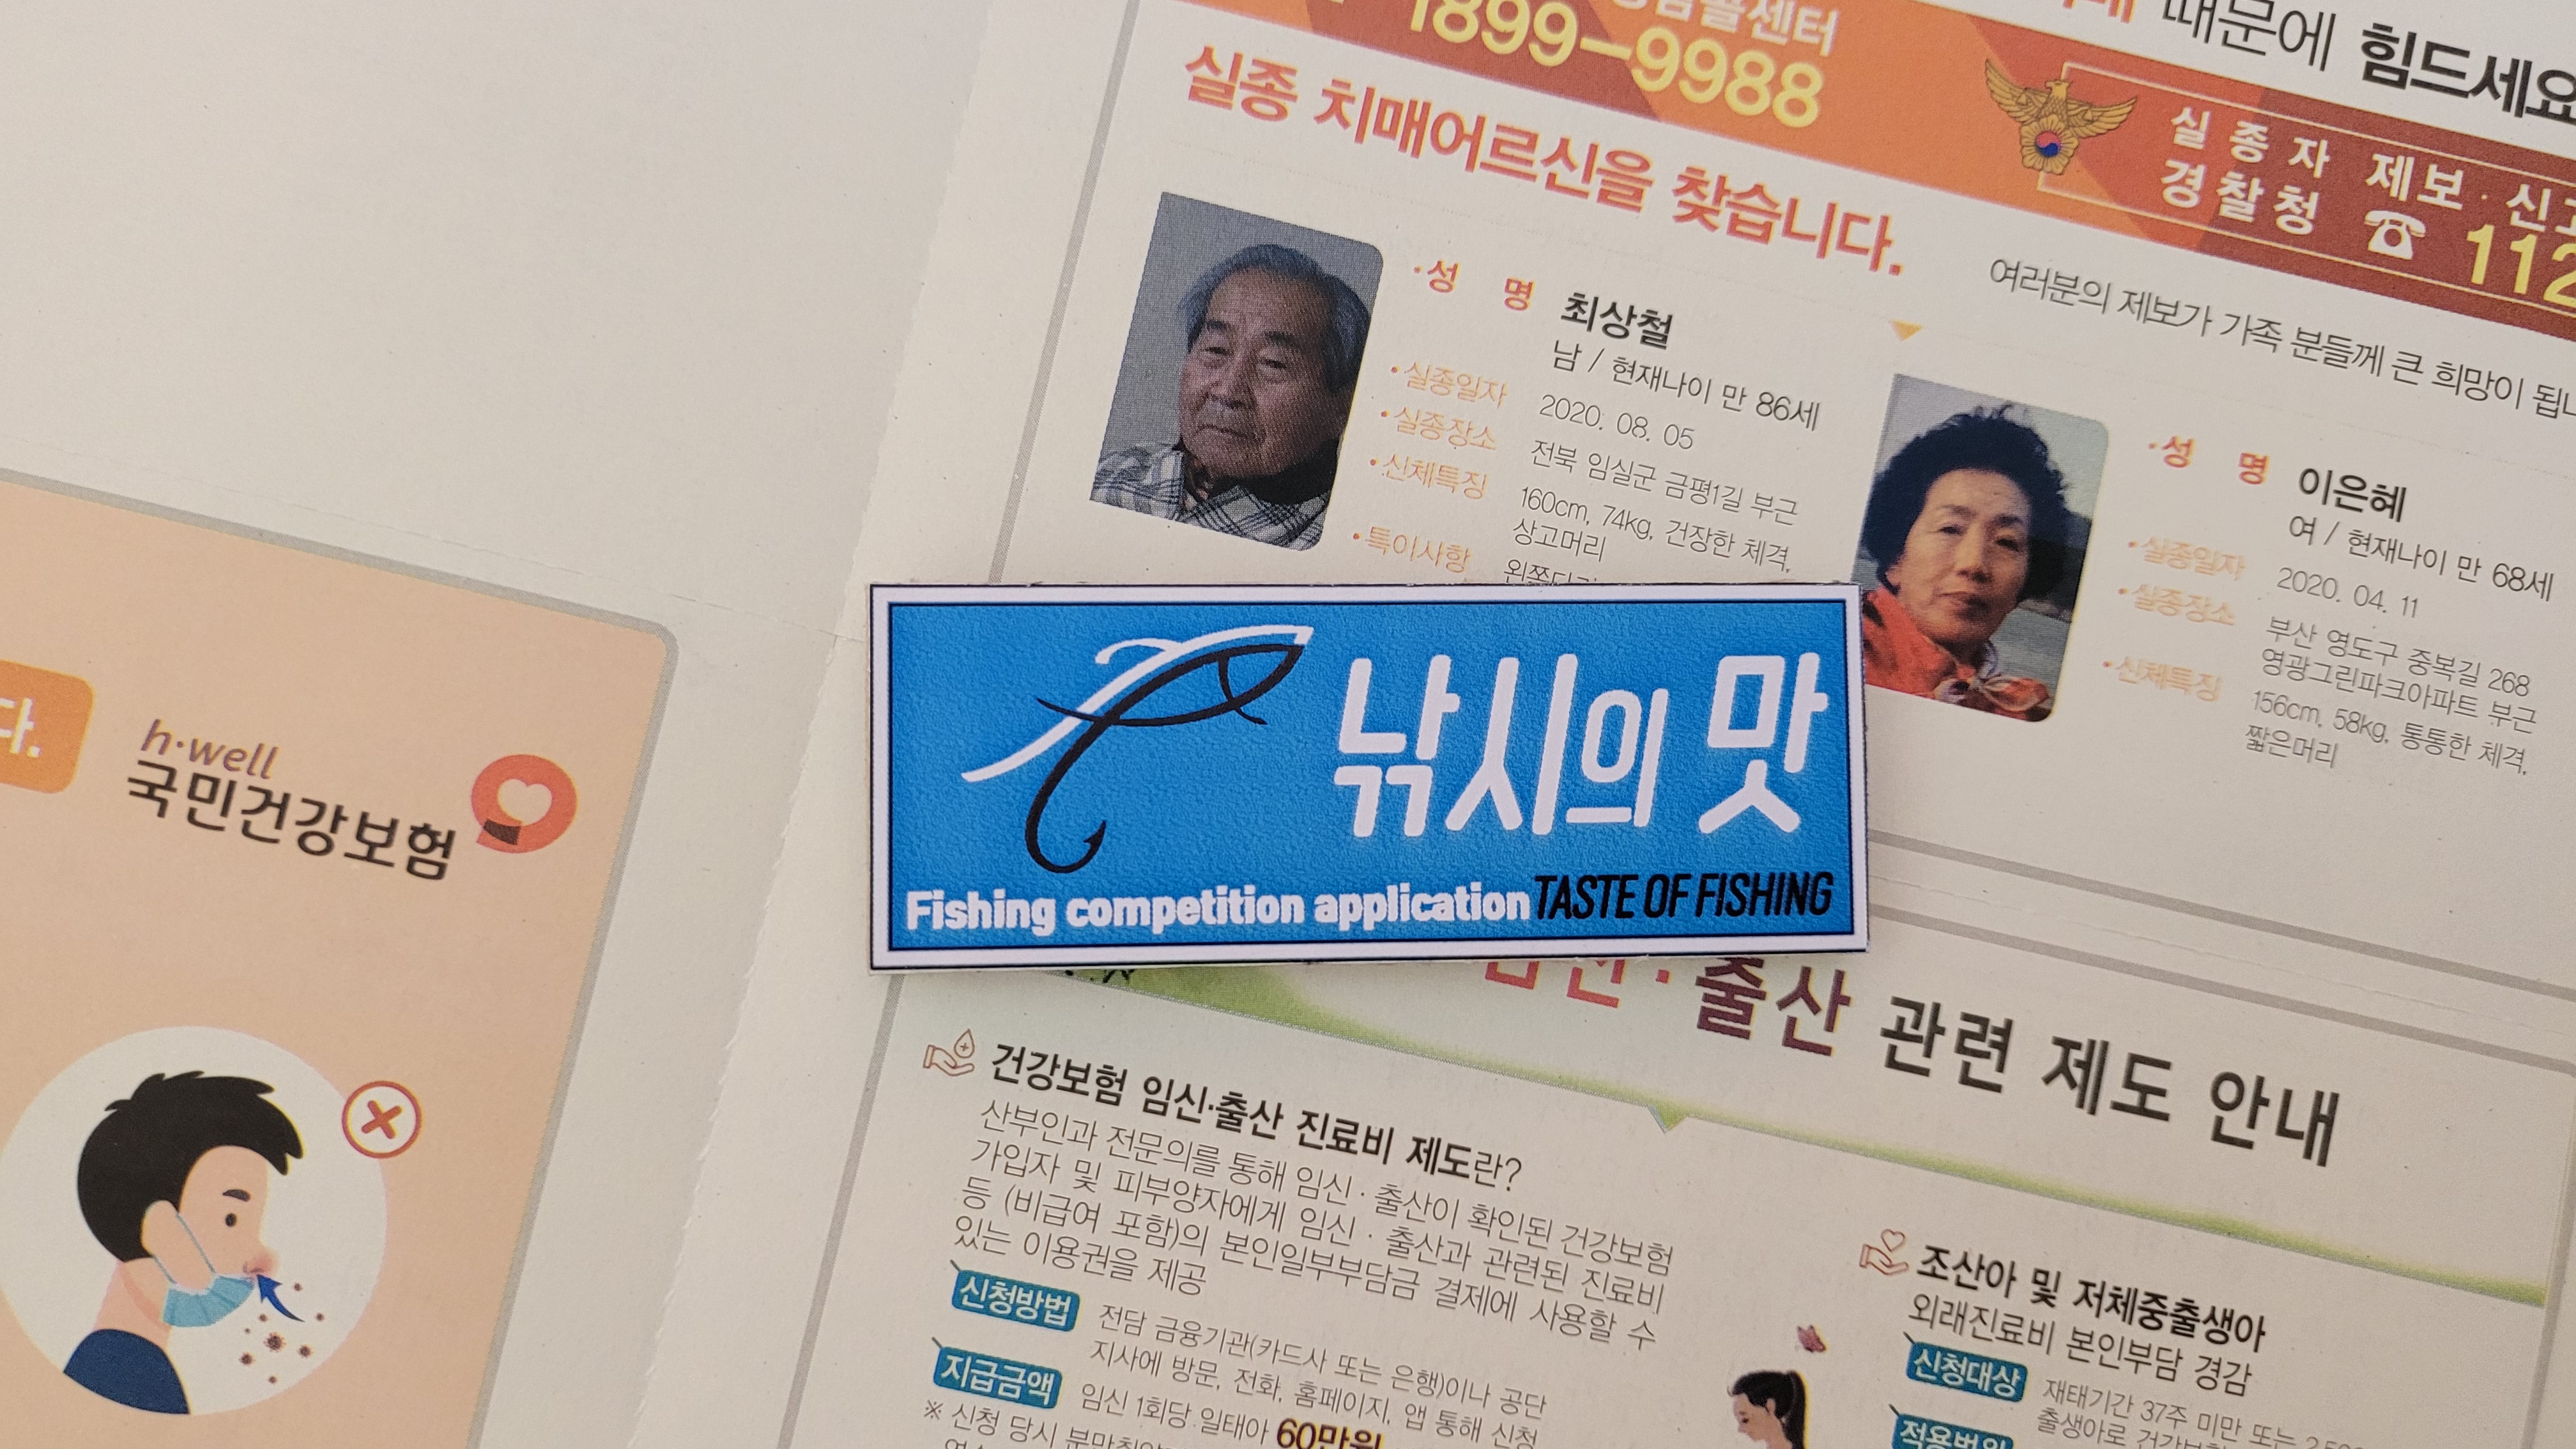 때문에 힘드세요
1899-9988
실종자 제보·신고
경찰청 ☎ 112
실종 치매어르신을 찾습니다.
여러분의 제보가 가족 분들께 큰 희망이 됩니
·성 명 최상철
남 / 현재나이 만 86세
·실종일자 2020. 08. 05
·실종장소 전북 임실군 금평1길 부근
·신체특징 160cm, 74kg, 건장한 체격,
상고머리
·특이사항
·성 명 이은혜
여 / 현재나이 만 68세
·실종일자 2020. 04. 11
·실종장소 부산 영도구 중복길 268
영광그린파크아파트 부근
·신체특징 156cm, 58kg, 통통한 체격,
짧은머리
낚시의 맛
Fishing competition application TASTE OF FISHING
다.
h·well
국민건강보험
출산 관련 제도 안내
건강보험 임신·출산 진료비 제도란?
산부인과 전문의를 통해 임신·출산이 확인된 건강보험
가입자 및 피부양자에게 임신·출산과 관련된 진료비
등 (비급여 포함)의 본인일부부담금 결제에 사용할 수
있는 이용권을 제공
신청방법 전담 금융기관(카드사 또는 은행)이나 공단
지사에 방문, 전화, 홈페이지, 앱 통해 신청
지급금액 임신 1회당 일태아 60만원
※ 신청 당시
조산아 및 저체중출생아
외래진료비 본인부담 경감
신청대상 재태기간 37주 미만 또는
출생아로 건강보험
적용범위